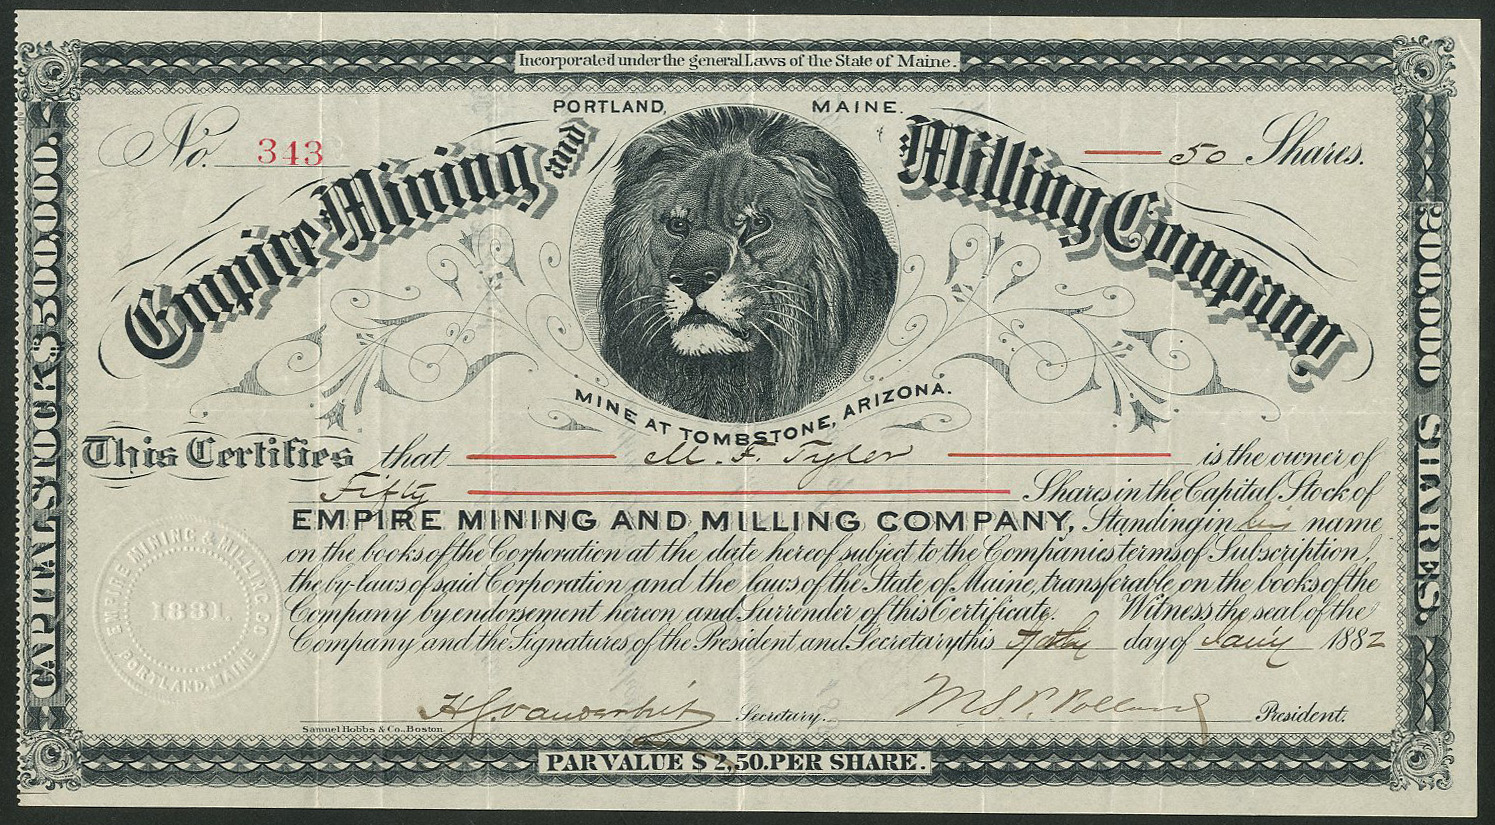 Incorporated under the general Laws of the State of Maine.
PORTLAND, MAINE.
No. 343
50 Shares.
Empire Mining and Milling Company
MINE AT TOMBSTONE, ARIZONA.
This Certifies that M. F. Tyler is the owner of
Fifty Shares in the Capital Stock of
EMPIRE MINING AND MILLING COMPANY, Standing in his name
on the books of the Corporation at the date hereof subject to the Companies terms of Subscription,
the by-laws of said Corporation and the laws of the State of Maine, transferable on the books of the
Company by endorsement hereon and Surrender of this Certificate. Witness the seal of the
Company and the Signatures of the President and Secretary this day of 1882
EMPIRE MINING & MILLING CO.
1881.
PORTLAND, MAINE
Secretary.
President.
Samuel Hobbs & Co., Boston.
PAR VALUE $2,50. PER SHARE.
CAPITAL STOCK $500,000.
200,000 SHARES.